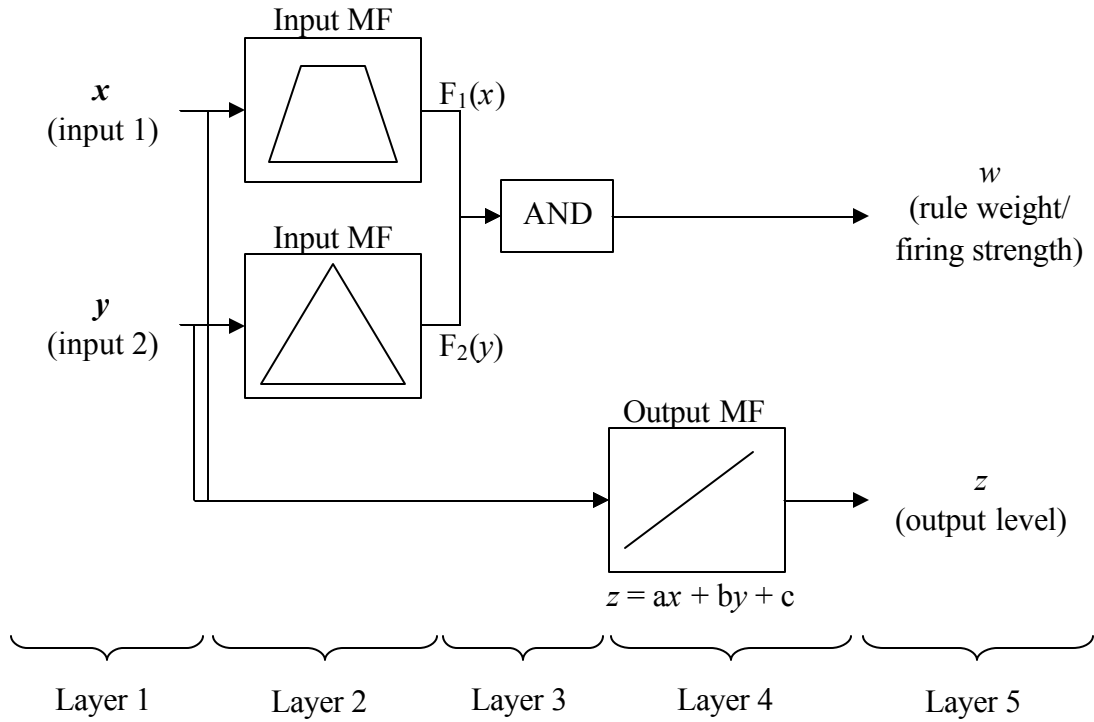 Input MF
x
(input 1)
F₁(x)
AND
w
(rule weight/
firing strength)
Input MF
y
(input 2)
F₂(y)
Output MF
z
(output level)
z = ax + by + c
Layer 1
Layer 2
Layer 3
Layer 4
Layer 5